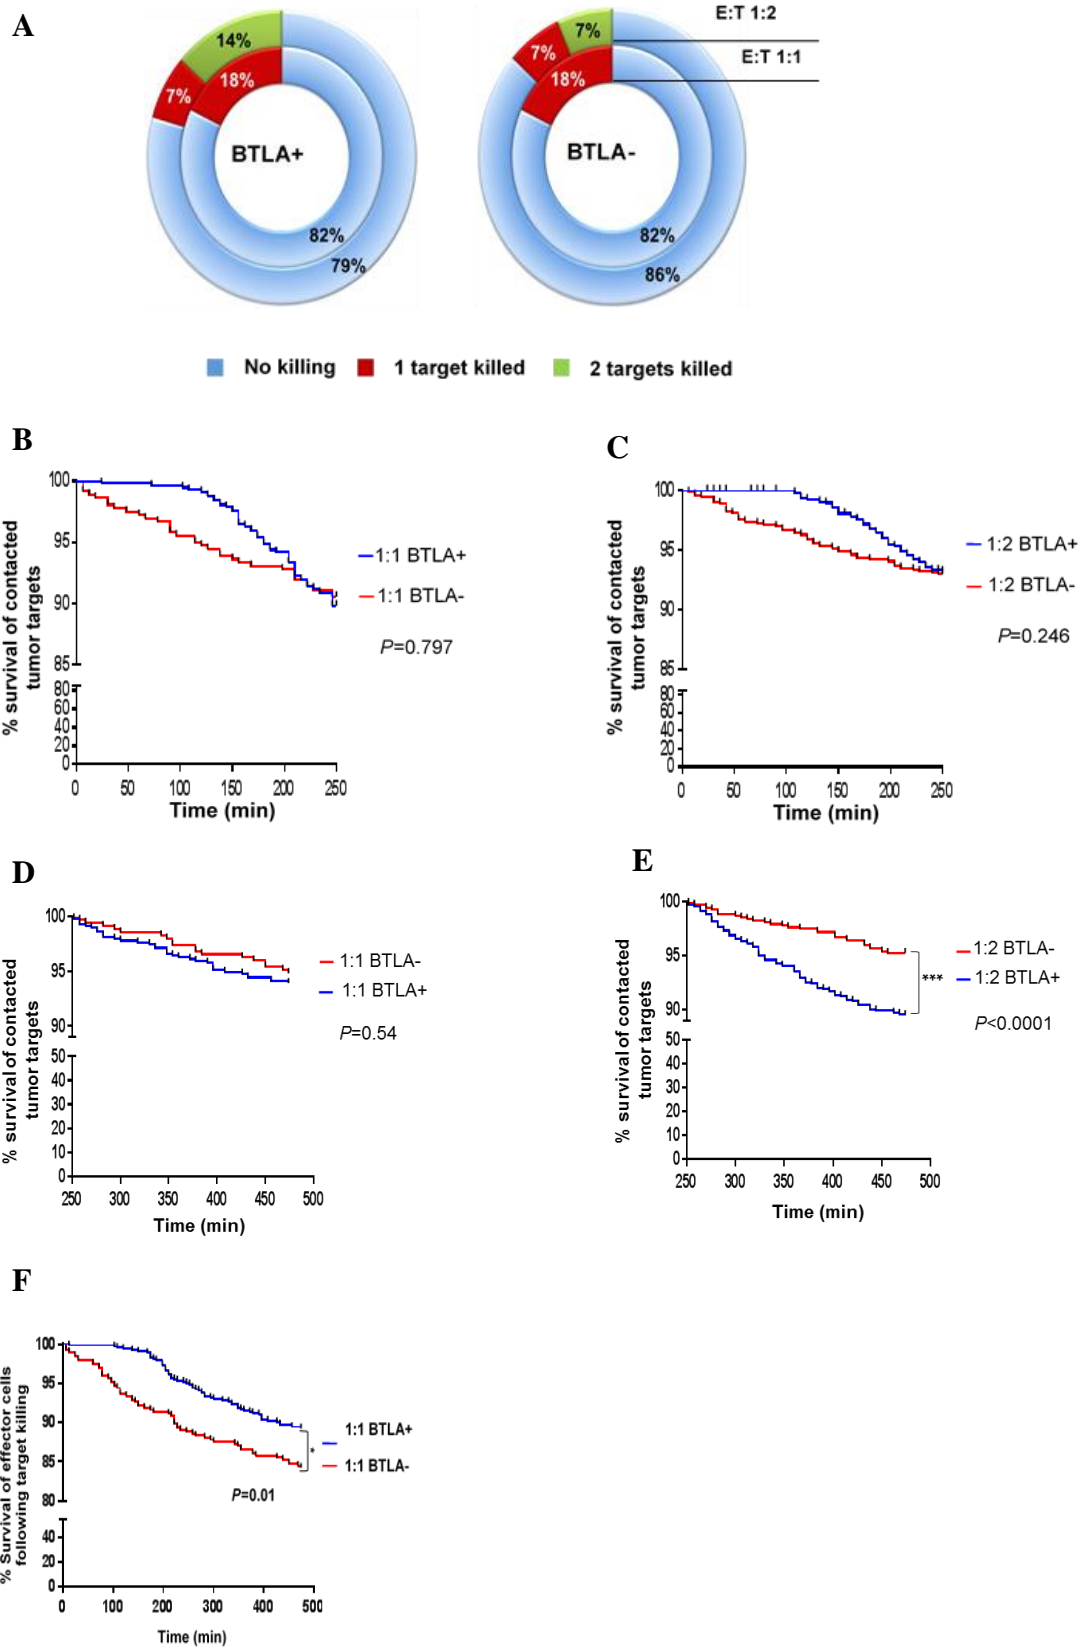 A
E:T 1:2
E:T 1:1
14%
7%
18%
BTLA+
82%
79%
7%
7%
18%
BTLA-
82%
86%
No killing
1 target killed
2 targets killed
B
% survival of contacted
tumor targets
100
95
90
85
80
60
40
20
0
0 50 100 150 200 250
Time (min)
1:1 BTLA+
1:1 BTLA-
P=0.797
C
% survival of contacted
tumor targets
100
95
90
85
80
60
40
20
0
0 50 100 150 200 250
Time (min)
1:2 BTLA+
1:2 BTLA-
P=0.246
D
% survival of contacted
tumor targets
100
95
90
50
40
30
20
10
0
250 300 350 400 450 500
Time (min)
1:1 BTLA-
1:1 BTLA+
P=0.54
E
% survival of contacted
tumor targets
100
95
90
50
40
30
20
10
0
250 300 350 400 450 500
Time (min)
***
1:2 BTLA-
1:2 BTLA+
P<0.0001
F
% Survival of effector cells
following target killing
100
95
90
85
80
40
20
0
0 100 200 300 400 500
Time (min)
*
1:1 BTLA+
1:1 BTLA-
P=0.01